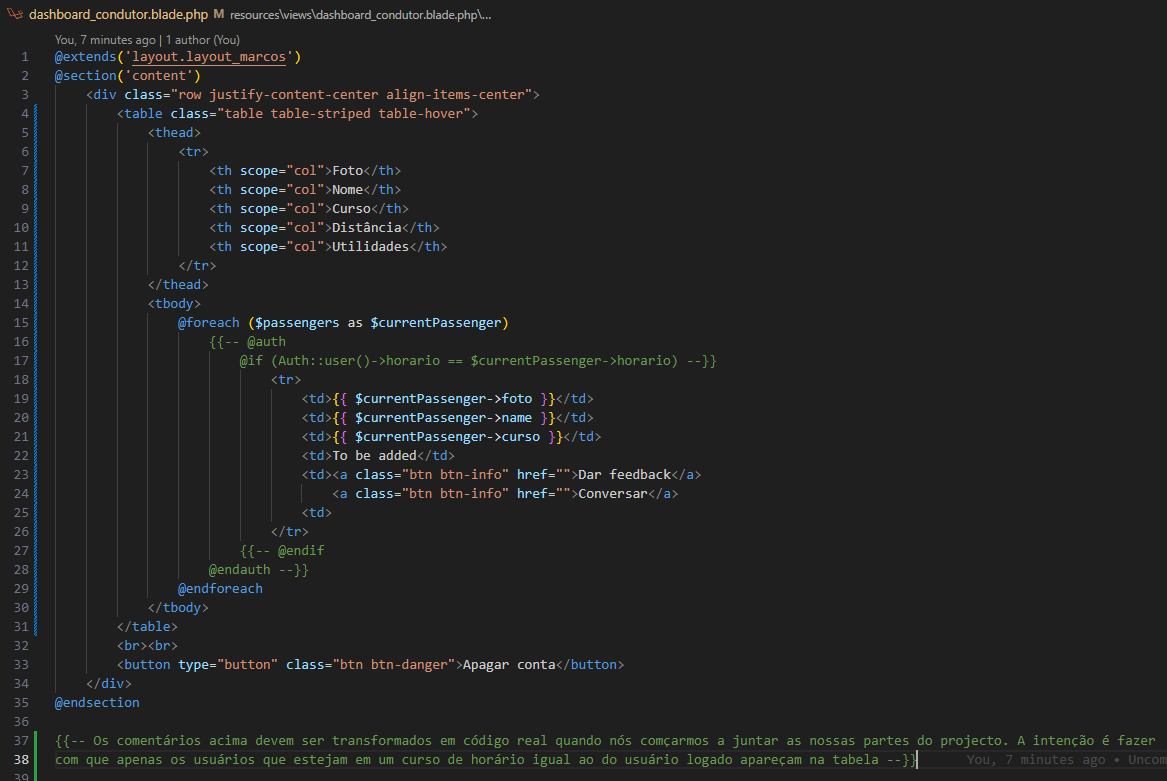 dashboard_condutor.blade.php M resources\views\dashboard_condutor.blade.php\...
You, 7 minutes ago | 1 author (You)
1 @extends('layout.layout_marcos')
2 @section('content')
3 <div class="row justify-content-center align-items-center">
4 <table class="table table-striped table-hover">
5 <thead>
6 <tr>
7 <th scope="col">Foto</th>
8 <th scope="col">Nome</th>
9 <th scope="col">Curso</th>
10 <th scope="col">Distância</th>
11 <th scope="col">Utilidades</th>
12 </tr>
13 </thead>
14 <tbody>
15 @foreach ($passengers as $currentPassenger)
16 {{-- @auth
17 @if (Auth::user()->horario == $currentPassenger->horario) --}}
18 <tr>
19 <td>{{ $currentPassenger->foto }}</td>
20 <td>{{ $currentPassenger->name }}</td>
21 <td>{{ $currentPassenger->curso }}</td>
22 <td>To be added</td>
23 <td><a class="btn btn-info" href="">Dar feedback</a>
24 <a class="btn btn-info" href="">Conversar</a>
25 <td>
26 </tr>
27 {{-- @endif
28 @endauth --}}
29 @endforeach
30 </tbody>
31 </table>
32 <br><br>
33 <button type="button" class="btn btn-danger">Apagar conta</button>
34 </div>
35 @endsection
36
37 {{-- Os comentários acima devem ser transformados em código real quando nós comçarmos a juntar as nossas partes do projecto. A intenção é fazer
38 com que apenas os usuários que estejam em um curso de horário igual ao do usuário logado apareçam na tabela --}} You, 7 minutes ago • Uncom
39